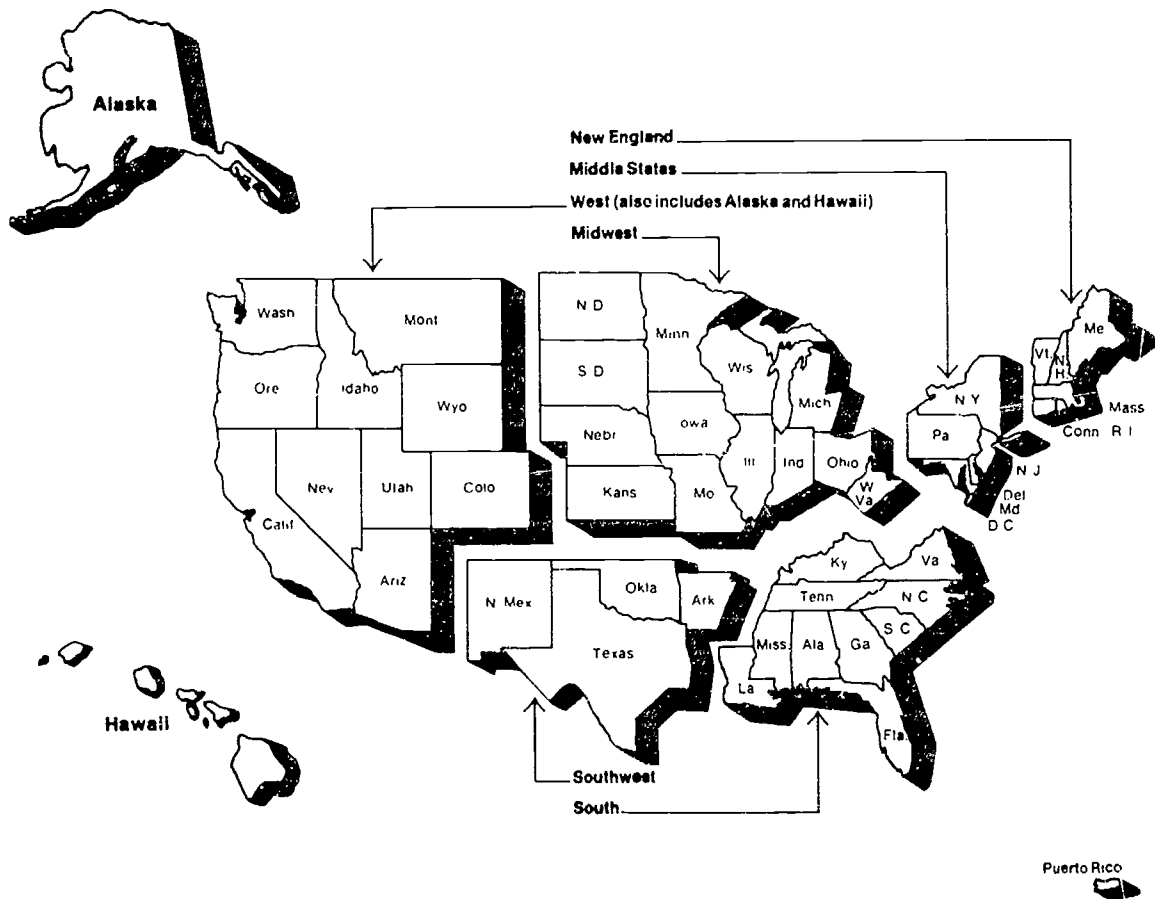 Alaska
New England
Middle States
West (also includes Alaska and Hawaii)
Midwest
Wash
Mont
N D
Minn
Me
Vt.
N.
H.
Ore
Idaho
Wyo
S D
Wis
Mich
N Y
Mass
Conn R I
Nebr
Iowa
Pa
Nev
Utah
Colo
Kans
Mo
Ill
Ind
Ohio
W
Va
N J
Del
Md
D C
Calif
Ariz
N Mex
Okla
Ark
Ky
Va
Tenn
N C
S C
Texas
Miss.
Ala
Ga
La
Fla.
Hawaii
Southwest
South
Puerto Rico